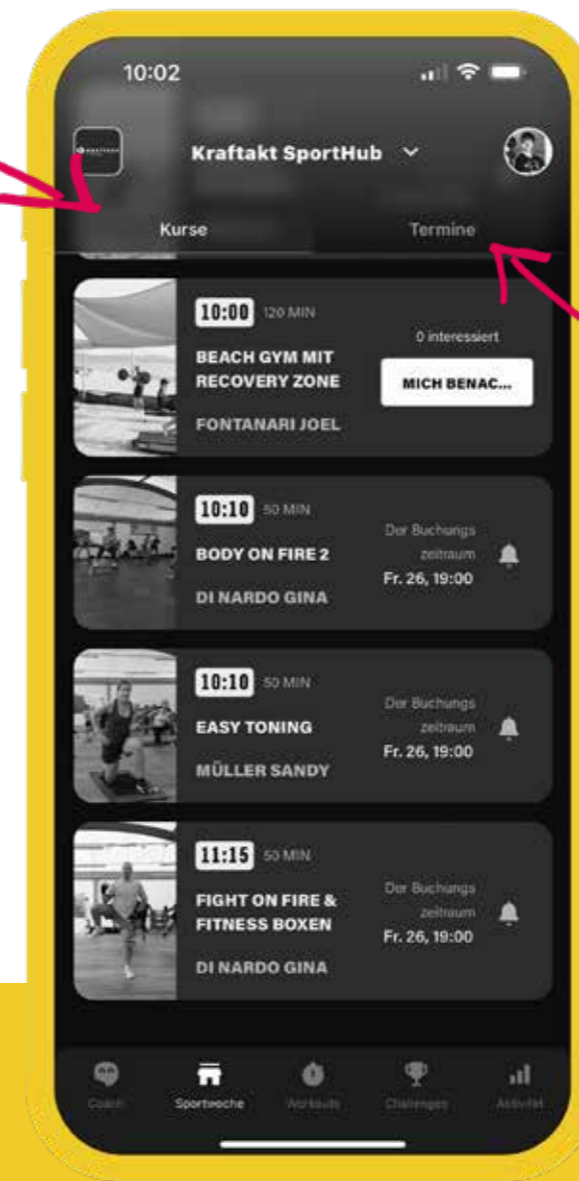 10:02
Kraftakt SportHub
Kurse
Termine
10:00 120 MIN
0 interessiert
BEACH GYM MIT
RECOVERY ZONE
MICH BENAC...
FONTANARI JOEL
10:10 50 MIN
Der Buchungs
zeitraum
BODY ON FIRE 2
Fr. 26, 19:00
DI NARDO GINA
10:10 50 MIN
Der Buchungs
zeitraum
EASY TONING
Fr. 26, 19:00
MÜLLER SANDY
11:15 50 MIN
Der Buchungs
zeitraum
FIGHT ON FIRE &
FITNESS BOXEN
Fr. 26, 19:00
DI NARDO GINA
Coach
Sportwoche
Workouts
Challenges
Aktivität